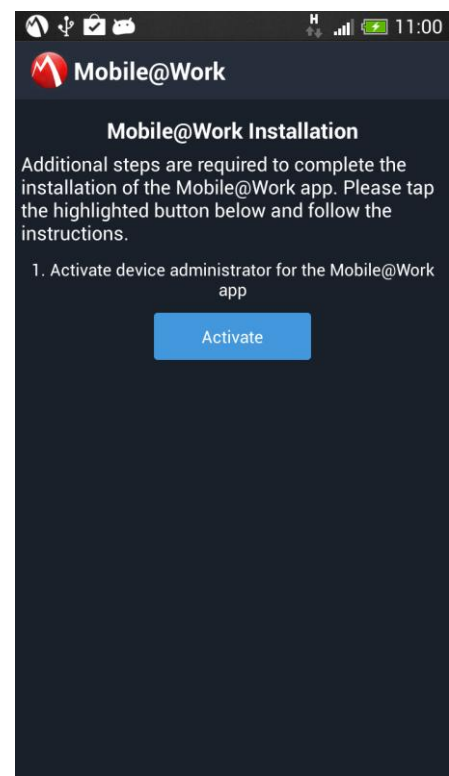 H
11:00
Mobile@Work
Mobile@Work Installation
Additional steps are required to complete the
installation of the Mobile@Work app. Please tap
the highlighted button below and follow the
instructions.
1. Activate device administrator for the Mobile@Work
app
Activate